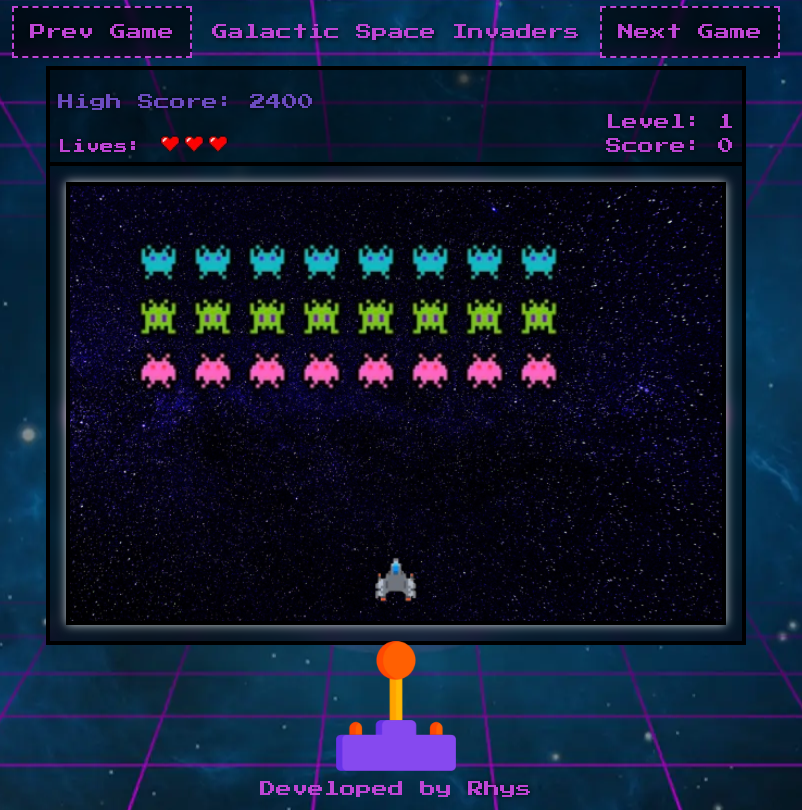 Prev Game
Galactic Space Invaders
Next Game
High Score: 2400
Level: 1
Lives:
Score: 0
Developed by Rhys